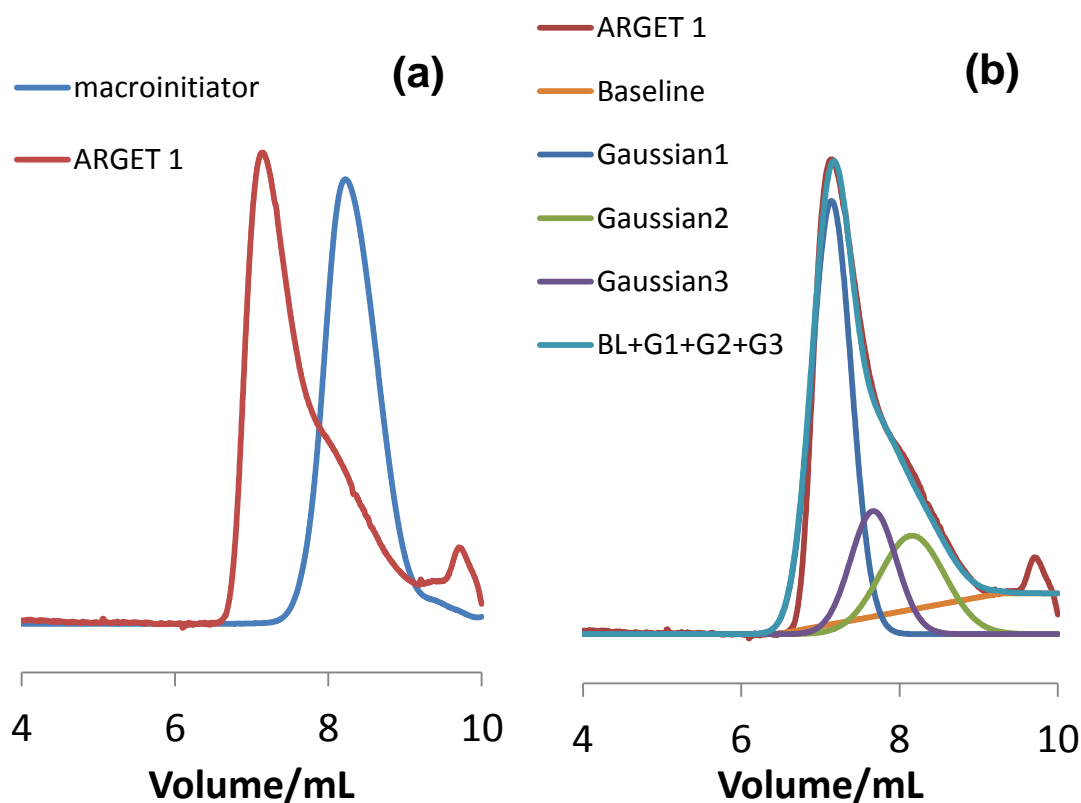 (a)
macroinitiator
ARGET 1
4 6 8 10
Volume/mL
(b)
ARGET 1
Baseline
Gaussian1
Gaussian2
Gaussian3
BL+G1+G2+G3
4 6 8 10
Volume/mL